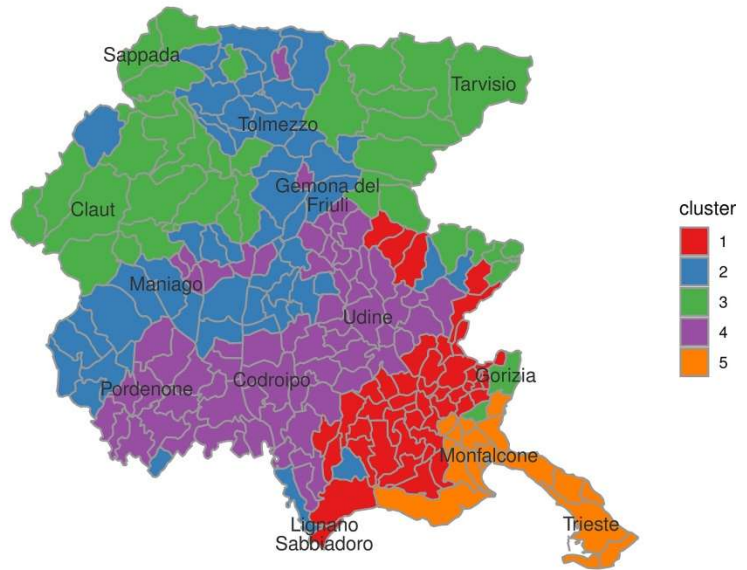 Sappada
Tarvisio
Tolmezzo
Gemona del
Friuli
Claut
cluster
1
2
3
4
5
Maniago
Udine
Pordenone
Codroipo
Gorizia
Monfalcone
Lignano
Sabbiadoro
Trieste